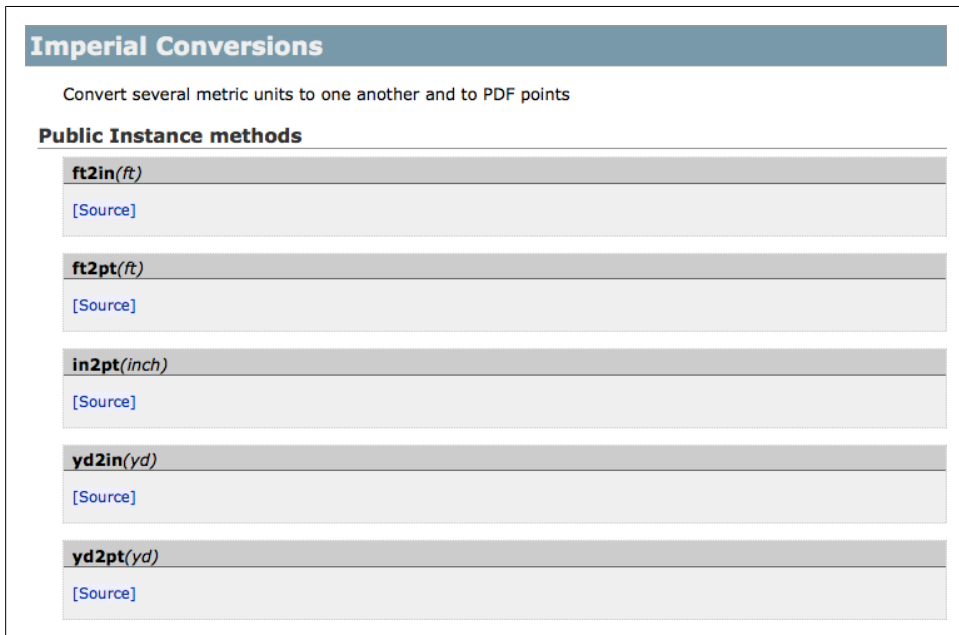 Imperial Conversions
Convert several metric units to one another and to PDF points
Public Instance methods
ft2in(ft)
[Source]
ft2pt(ft)
[Source]
in2pt(inch)
[Source]
yd2in(yd)
[Source]
yd2pt(yd)
[Source]